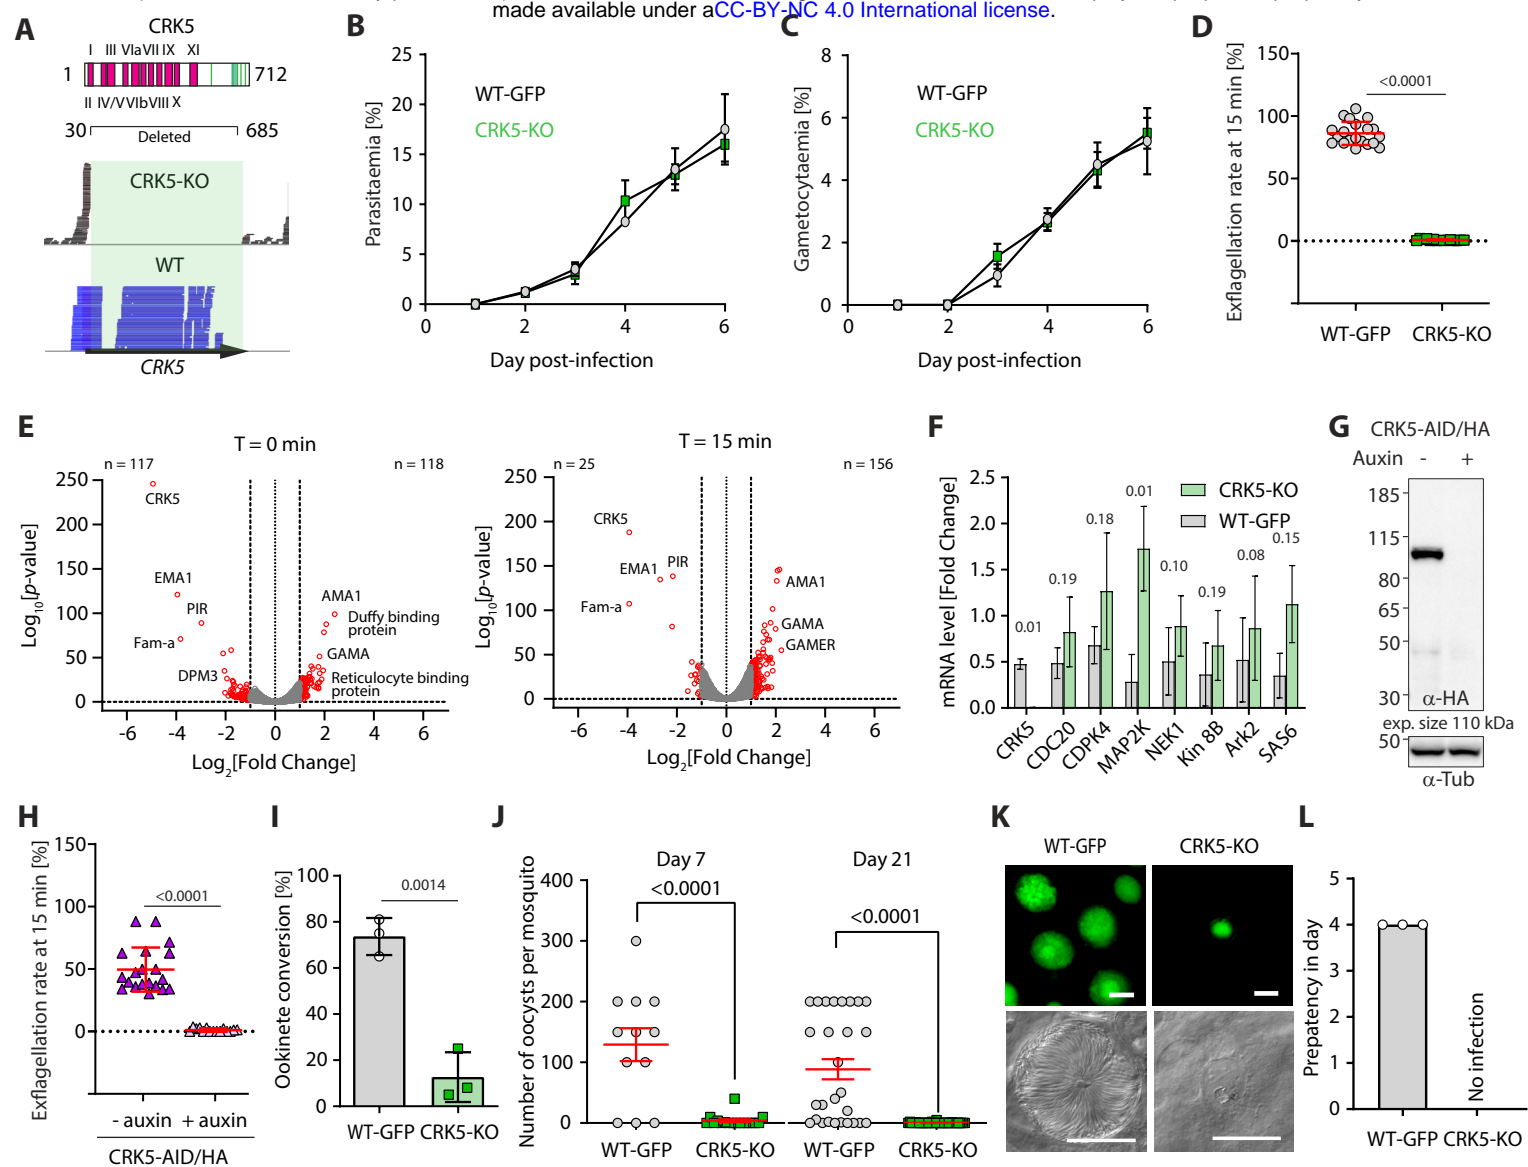 made available under aCC-BY-NC 4.0 International license.
A
CRK5
I III VIa VII IX XI
1 712
II IV/V VIb VIII X
30 685
Deleted
CRK5-KO
WT
CRK5
B
Parasitaemia [%]
25
20
15
10
5
0
WT-GFP
CRK5-KO
0 2 4 6
Day post-infection
C
Gametocytaemia [%]
8
6
4
2
0
WT-GFP
CRK5-KO
0 2 4 6
Day post-infection
D
Exflagellation rate at 15 min [%]
150
100
50
0
<0.0001
WT-GFP CRK5-KO
E
T = 0 min
n = 117 n = 118
Log10[p-value]
250
200
150
100
50
0
CRK5
EMA1
PIR
Fam-a
DPM3
AMA1
Duffy binding
protein
GAMA
Reticulocyte binding
protein
-6 -4 -2 0 2 4 6
Log2[Fold Change]
T = 15 min
n = 25 n = 156
Log10[p-value]
250
200
150
100
50
0
CRK5
EMA1 PIR
Fam-a
AMA1
GAMA
GAMER
-6 -4 -2 0 2 4 6
Log2[Fold Change]
F
mRNA level [Fold Change]
2.5
2.0
1.5
1.0
0.5
0.0
CRK5-KO
WT-GFP
0.01 0.19 0.18 0.01 0.10 0.19 0.08 0.15
CRK5 CDC20 CDPK4 MAP2K NEK1 Kin 8B Ark2 SAS6
G
CRK5-AID/HA
Auxin - +
185
115
80
65
50
30
α-HA
exp. size 110 kDa
50
α-Tub
H
Exflagellation rate at 15 min [%]
150
100
50
0
<0.0001
- auxin + auxin
CRK5-AID/HA
I
Ookinete conversion [%]
100
80
60
40
20
0
0.0014
WT-GFP CRK5-KO
J
Number of oocysts per mosquito
400
300
200
100
0
Day 7 Day 21
<0.0001
<0.0001
WT-GFP CRK5-KO WT-GFP CRK5-KO
K
WT-GFP CRK5-KO
L
Prepatency in day
5
4
3
2
1
0
No infection
WT-GFP CRK5-KO